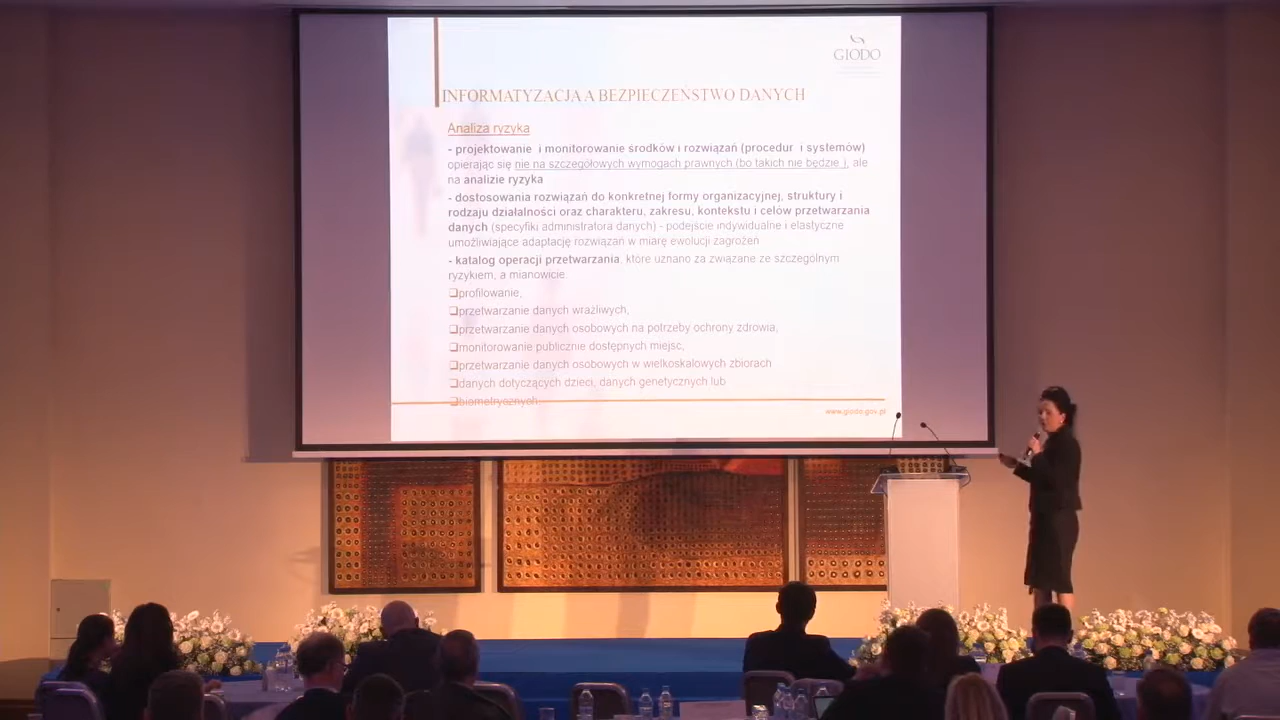 GIODO
INFORMATYZACJA A BEZPIECZEŃSTWO DANYCH
Analiza ryzyka
- projektowanie i monitorowanie środków i rozwiązań (procedur i systemów)
opierając się nie na szczegółowych wymogach prawnych (bo takich nie będzie ), ale
na analizie ryzyka
- dostosowania rozwiązań do konkretnej formy organizacyjnej, struktury i
rodzaju działalności oraz charakteru, zakresu, kontekstu i celów przetwarzania
danych (specyfiki administratora danych) - podejście indywidualne i elastyczne
umożliwiające adaptację rozwiązań w miarę ewolucji zagrożeń
- katalog operacji przetwarzania, które uznano za związane ze szczególnym
ryzykiem, a mianowicie:
❑profilowanie,
❑przetwarzanie danych wrażliwych,
❑przetwarzanie danych osobowych na potrzeby ochrony zdrowia,
❑monitorowanie publicznie dostępnych miejsc,
❑przetwarzanie danych osobowych w wielkoskalowych zbiorach
❑danych dotyczących dzieci, danych genetycznych lub
❑biometrycznych
www.giodo.gov.pl